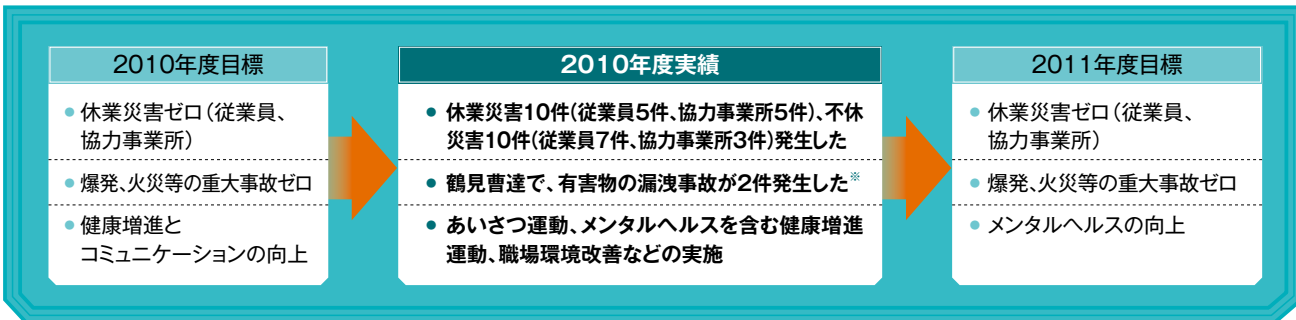 2010年度目標
● 休業災害ゼロ(従業員、
協力事業所)
● 爆発、火災等の重大事故ゼロ
● 健康増進と
コミュニケーションの向上
2010年度実績
● 休業災害10件(従業員5件、協力事業所5件)、不休
災害10件(従業員7件、協力事業所3件)発生した
● 鶴見曹達で、有害物の漏洩事故が2件発生した※
● あいさつ運動、メンタルヘルスを含む健康増進
運動、職場環境改善などの実施
2011年度目標
● 休業災害ゼロ(従業員、
協力事業所)
● 爆発、火災等の重大事故ゼロ
● メンタルヘルスの向上